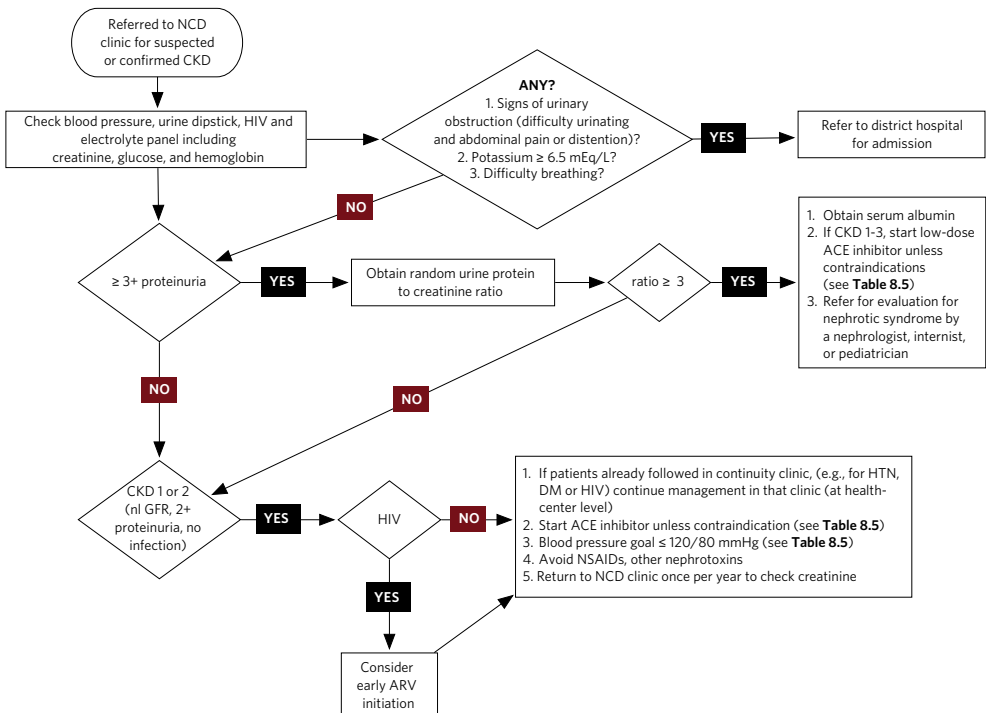 Referred to NCD
clinic for suspected
or confirmed CKD
Check blood pressure, urine dipstick, HIV and
electrolyte panel including
creatinine, glucose, and hemoglobin
ANY?
1. Signs of urinary
obstruction (difficulty urinating
and abdominal pain or distention)?
2. Potassium ≥ 6.5 mEq/L?
3. Difficulty breathing?
YES
Refer to district hospital
for admission
NO
≥ 3+ proteinuria
YES
Obtain random urine protein
to creatinine ratio
ratio ≥ 3
YES
1. Obtain serum albumin
2. If CKD 1-3, start low-dose
ACE inhibitor unless
contraindications
(see Table 8.5)
3. Refer for evaluation for
nephrotic syndrome by
a nephrologist, internist,
or pediatrician
NO
NO
CKD 1 or 2
(nl GFR, 2+
proteinuria, no
infection)
YES
HIV
NO
1. If patients already followed in continuity clinic, (e.g., for HTN,
DM or HIV) continue management in that clinic (at health-
center level)
2. Start ACE inhibitor unless contraindication (see Table 8.5)
3. Blood pressure goal ≤ 120/80 mmHg (see Table 8.5)
4. Avoid NSAIDs, other nephrotoxins
5. Return to NCD clinic once per year to check creatinine
YES
Consider
early ARV
initiation